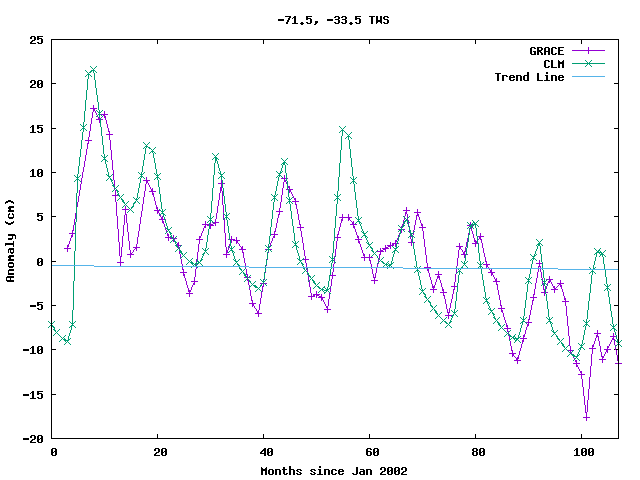 -71.5, -33.5 TWS
GRACE
CLM
Trend Line
25
20
15
10
5
0
-5
-10
-15
-20
Anomaly (cm)
0 20 40 60 80 100
Months since Jan 2002